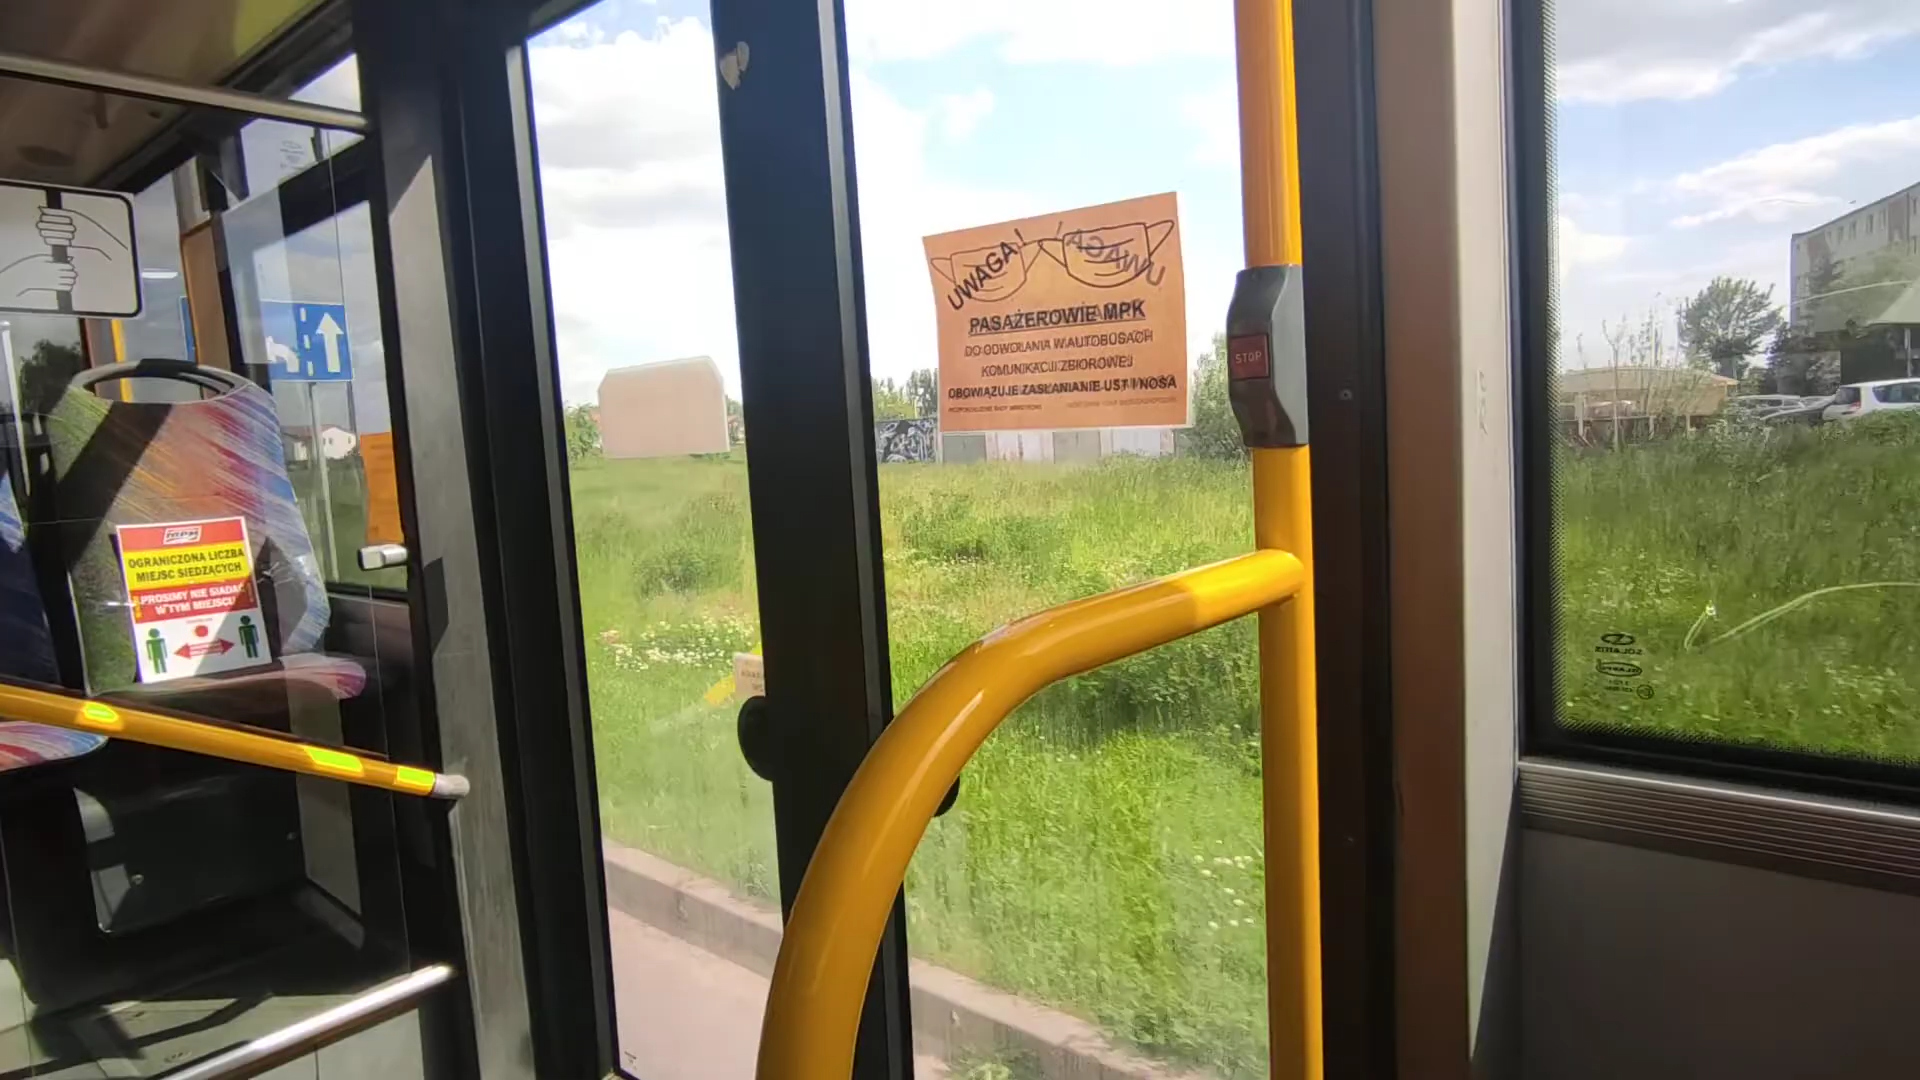 UWAGA!
PASAŻEROWIE MPK
DO ODWOŁANIA W AUTOBUSACH
KOMUNIKACJI ZBIOROWEJ
OBOWIĄZUJE ZASŁANIANIE UST I NOSA
STOP
OGRANICZONA LICZBA
MIEJSC SIEDZĄCYCH
PROSIMY NIE SIADAĆ
W TYM MIEJSCU
SOLARIS